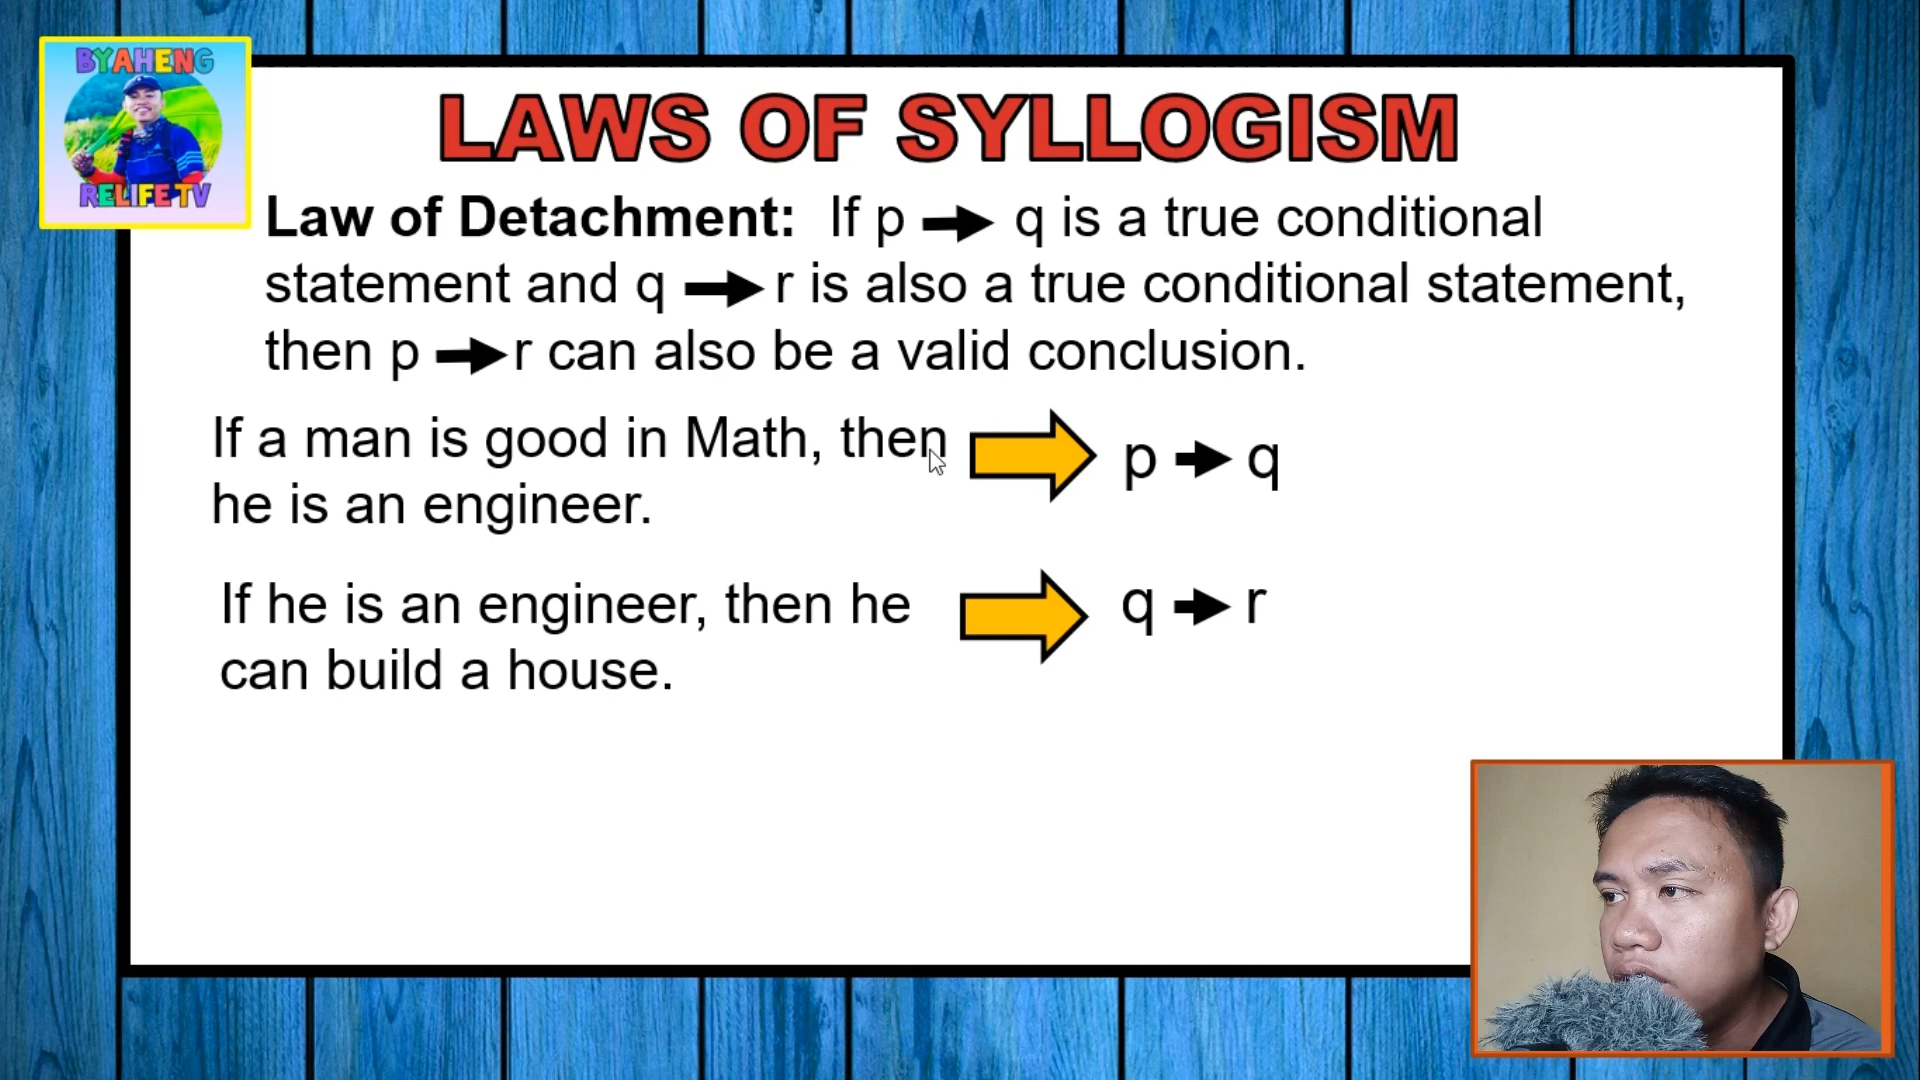 BYAHENG
RELIFE TV
LAWS OF SYLLOGISM
Law of Detachment: If p → q is a true conditional
statement and q → r is also a true conditional statement,
then p → r can also be a valid conclusion.
If a man is good in Math, then
he is an engineer.
p → q
If he is an engineer, then he
can build a house.
q → r